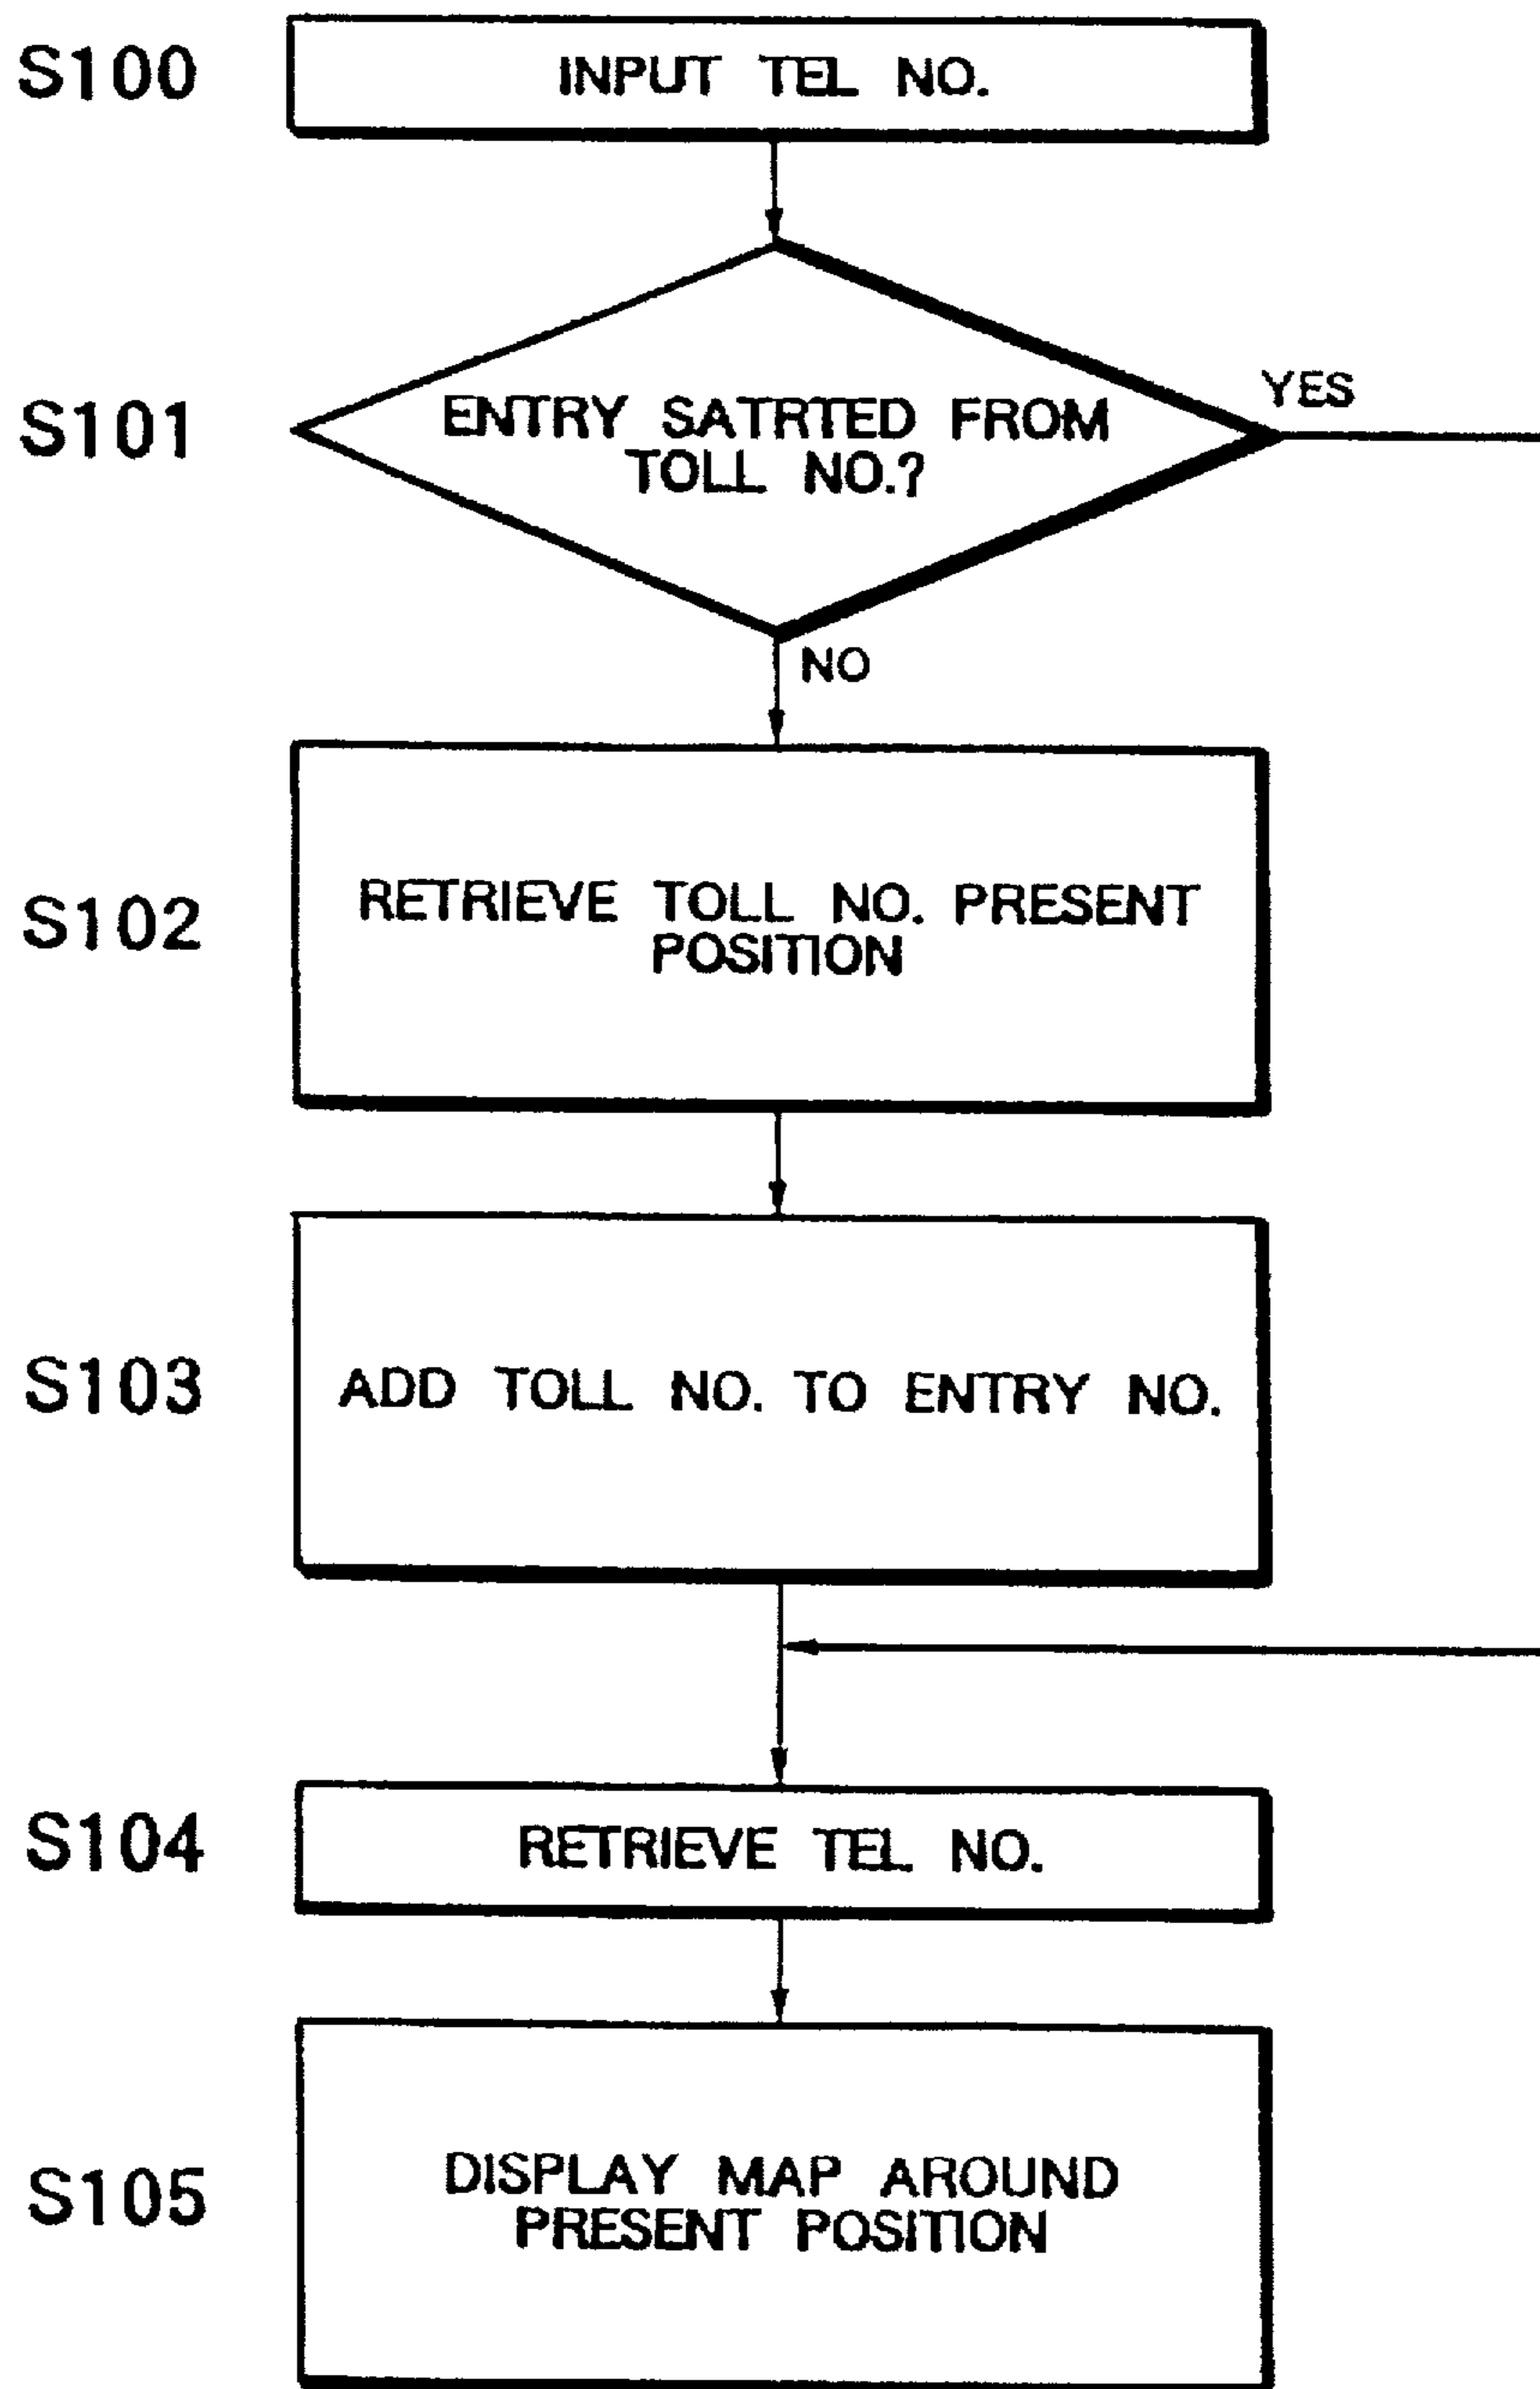 S100
INPUT TEL NO.
S101
ENTRY SATRTED FROM
TOLL NO.?
YES
NO
S102
RETRIEVE TOLL NO. PRESENT
POSITION
S103
ADD TOLL NO. TO ENTRY NO.
S104
RETRIEVE TEL NO.
S105
DISPLAY MAP AROUND
PRESENT POSITION